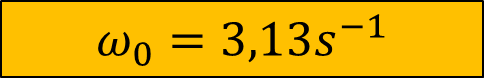 ω₀ = 3,13s⁻¹